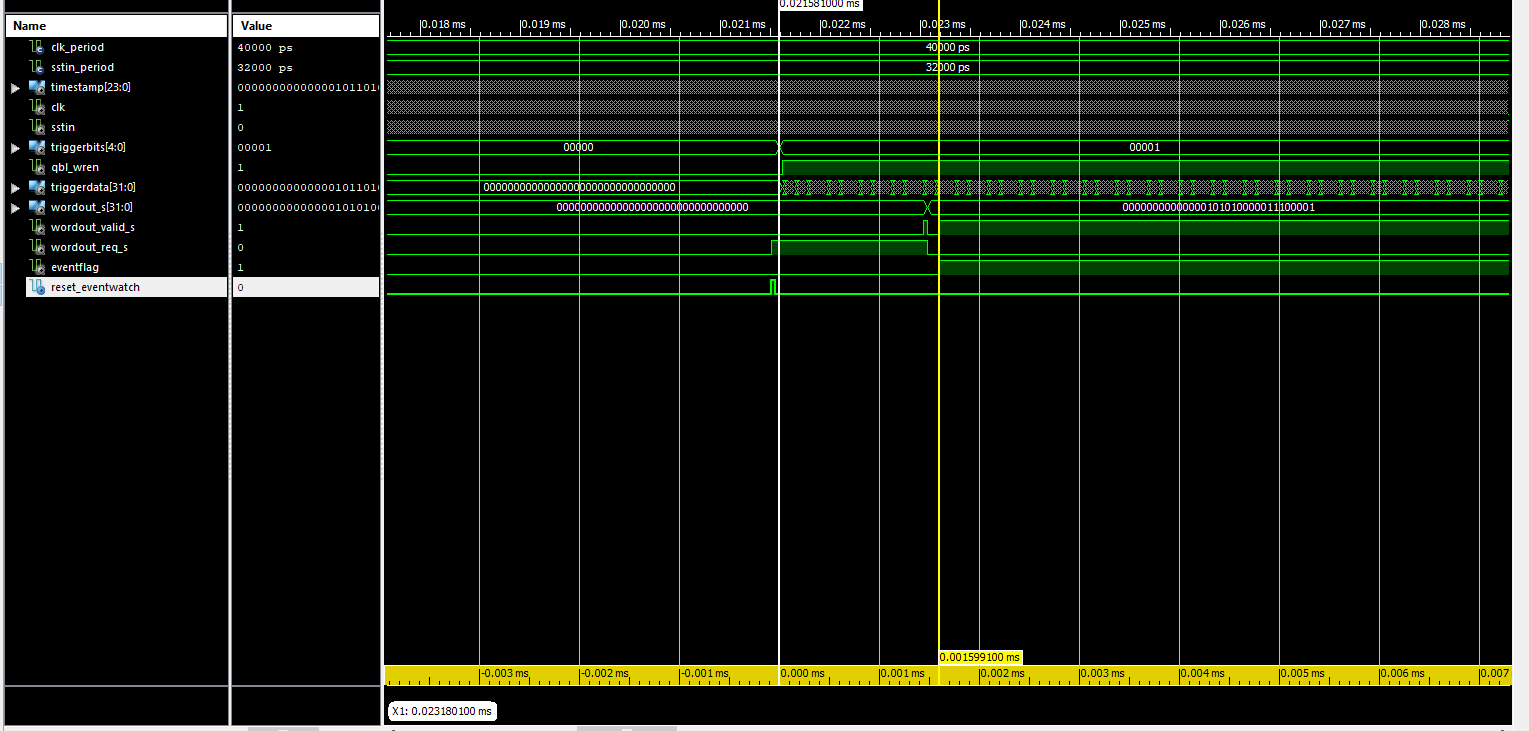 0.021581000 ms
Name Value 0.018 ms 0.019 ms 0.020 ms 0.021 ms 0.022 ms 0.023 ms 0.024 ms 0.025 ms 0.026 ms 0.027 ms 0.028 ms
clk_period 40000 ps 40000 ps
sstin_period 32000 ps 32000 ps
timestamp[23:0] 000000000000001011010
clk 1
sstin 0
triggerbits[4:0] 00001 00000 00001
qbl_wren 1
triggerdata[31:0] 000000000000001011010 00000000000000000000000000000000
wordout_s[31:0] 000000000000001010100 00000000000000000000000000000000 00000000000000101010000011100001
wordout_valid_s 1
wordout_req_s 0
eventflag 1
reset_eventwatch 0
0.001599100 ms
-0.003 ms -0.002 ms -0.001 ms 0.000 ms 0.001 ms 0.002 ms 0.003 ms 0.004 ms 0.005 ms 0.006 ms 0.007
X1: 0.023180100 ms